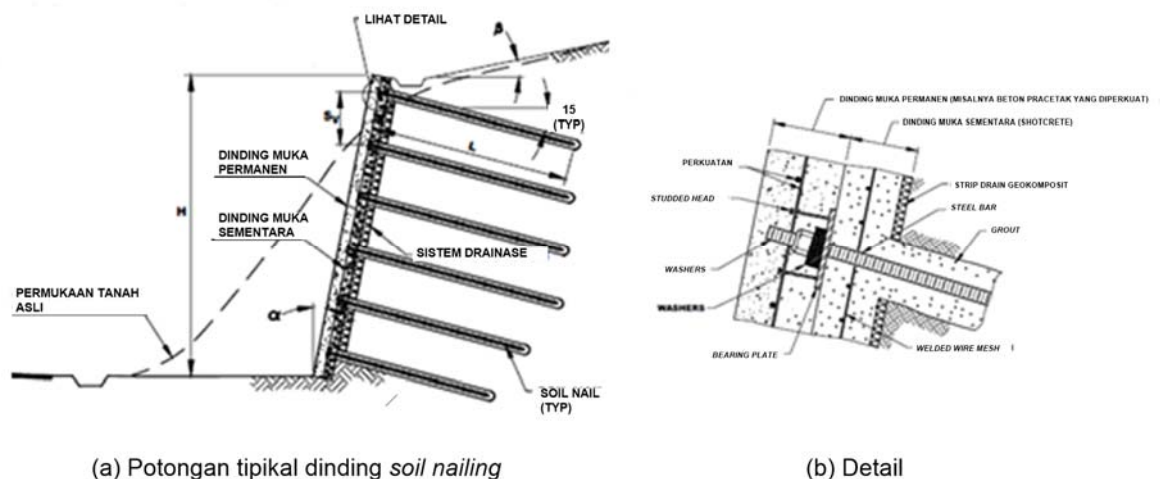 LIHAT DETAIL
β
15
(TYP)
S
L
DINDING MUKA
PERMANEN
H
DINDING MUKA
SEMENTARA
SISTEM DRAINASE
PERMUKAAN TANAH
ASLI
α
SOIL NAIL
(TYP)
DINDING MUKA PERMANEN (MISALNYA BETON PRACETAK YANG DIPERKUAT)
DINDING MUKA SEMENTARA (SHOTCRETE)
PERKUATAN
STRIP DRAIN GEOKOMPOSIT
STUDDED HEAD
STEEL BAR
GROUT
WASHERS
WASHERS
BEARING PLATE
WELDED WIRE MESH
(a) Potongan tipikal dinding soil nailing
(b) Detail